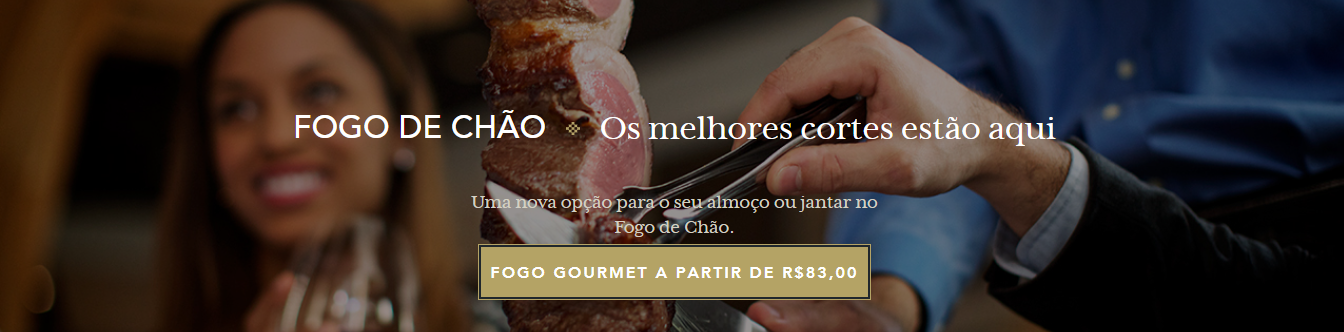 FOGO DE CHÃO Os melhores cortes estão aqui
Uma nova opção para o seu almoço ou jantar no
Fogo de Chão.
FOGO GOURMET A PARTIR DE R$83,00